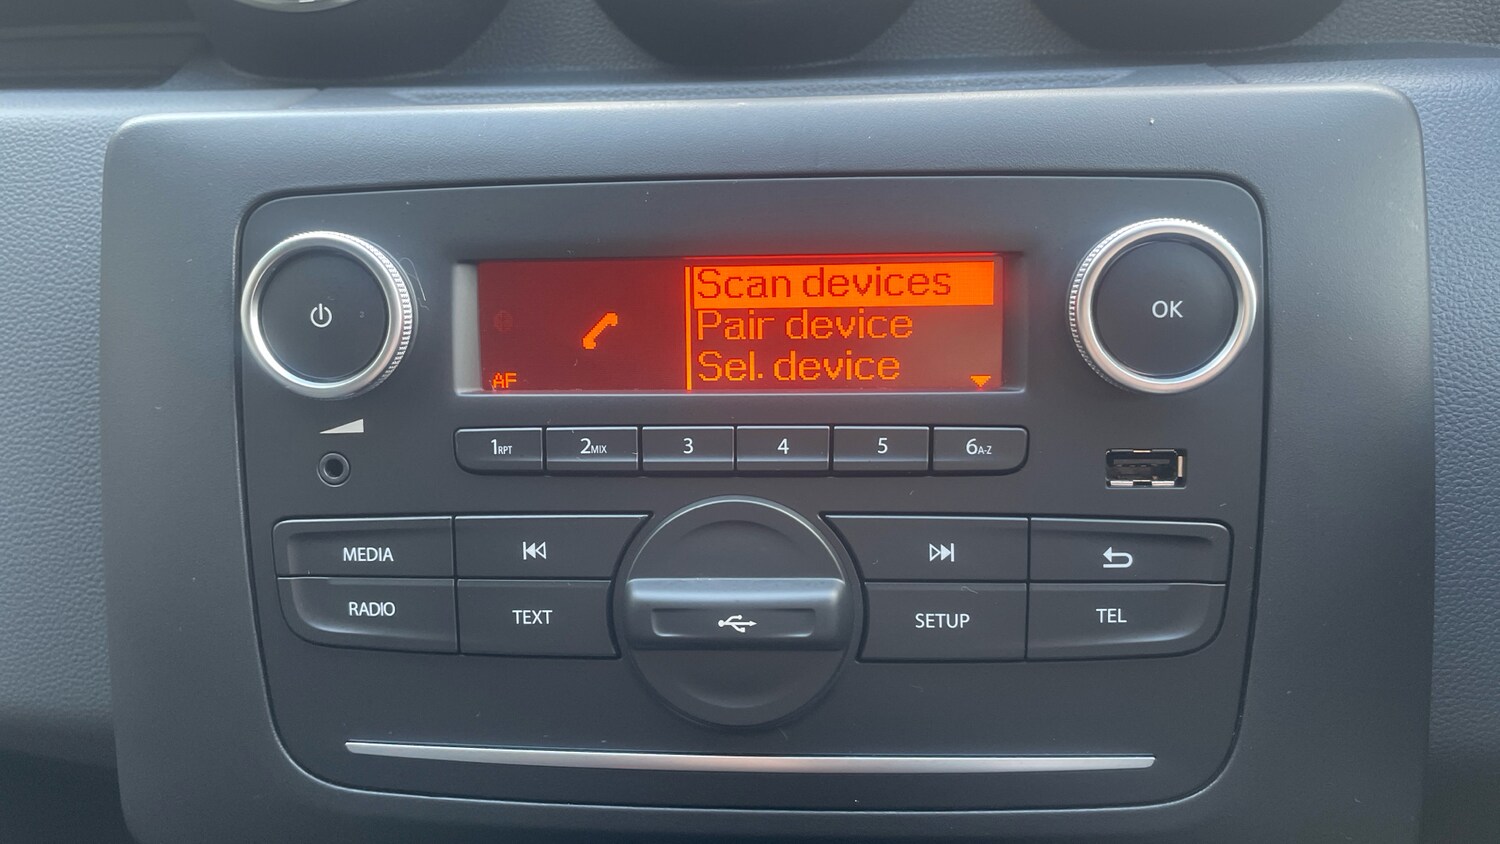 Scan devices
Pair device
Sel. device
AF
OK
1RPT
2MIX
3
4
5
6A-Z
MEDIA
RADIO
TEXT
SETUP
TEL